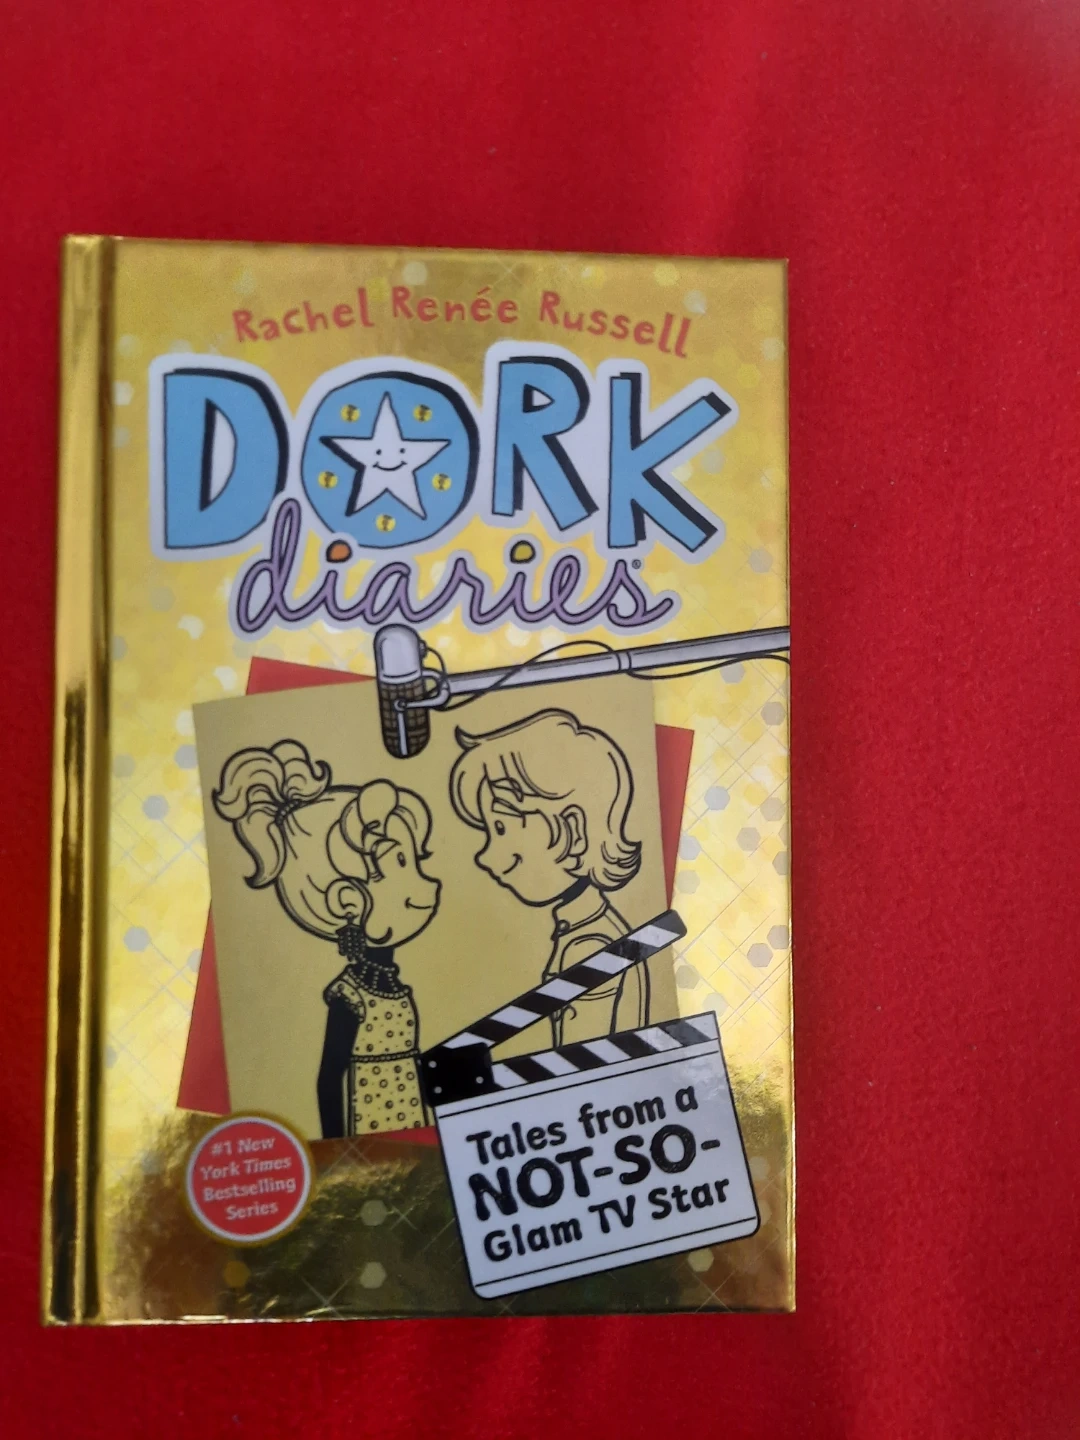 Rachel Renée Russell
DORK
diaries®
#1 New
York Times
Bestselling
Series
Tales from a
NOT-SO-
Glam TV Star